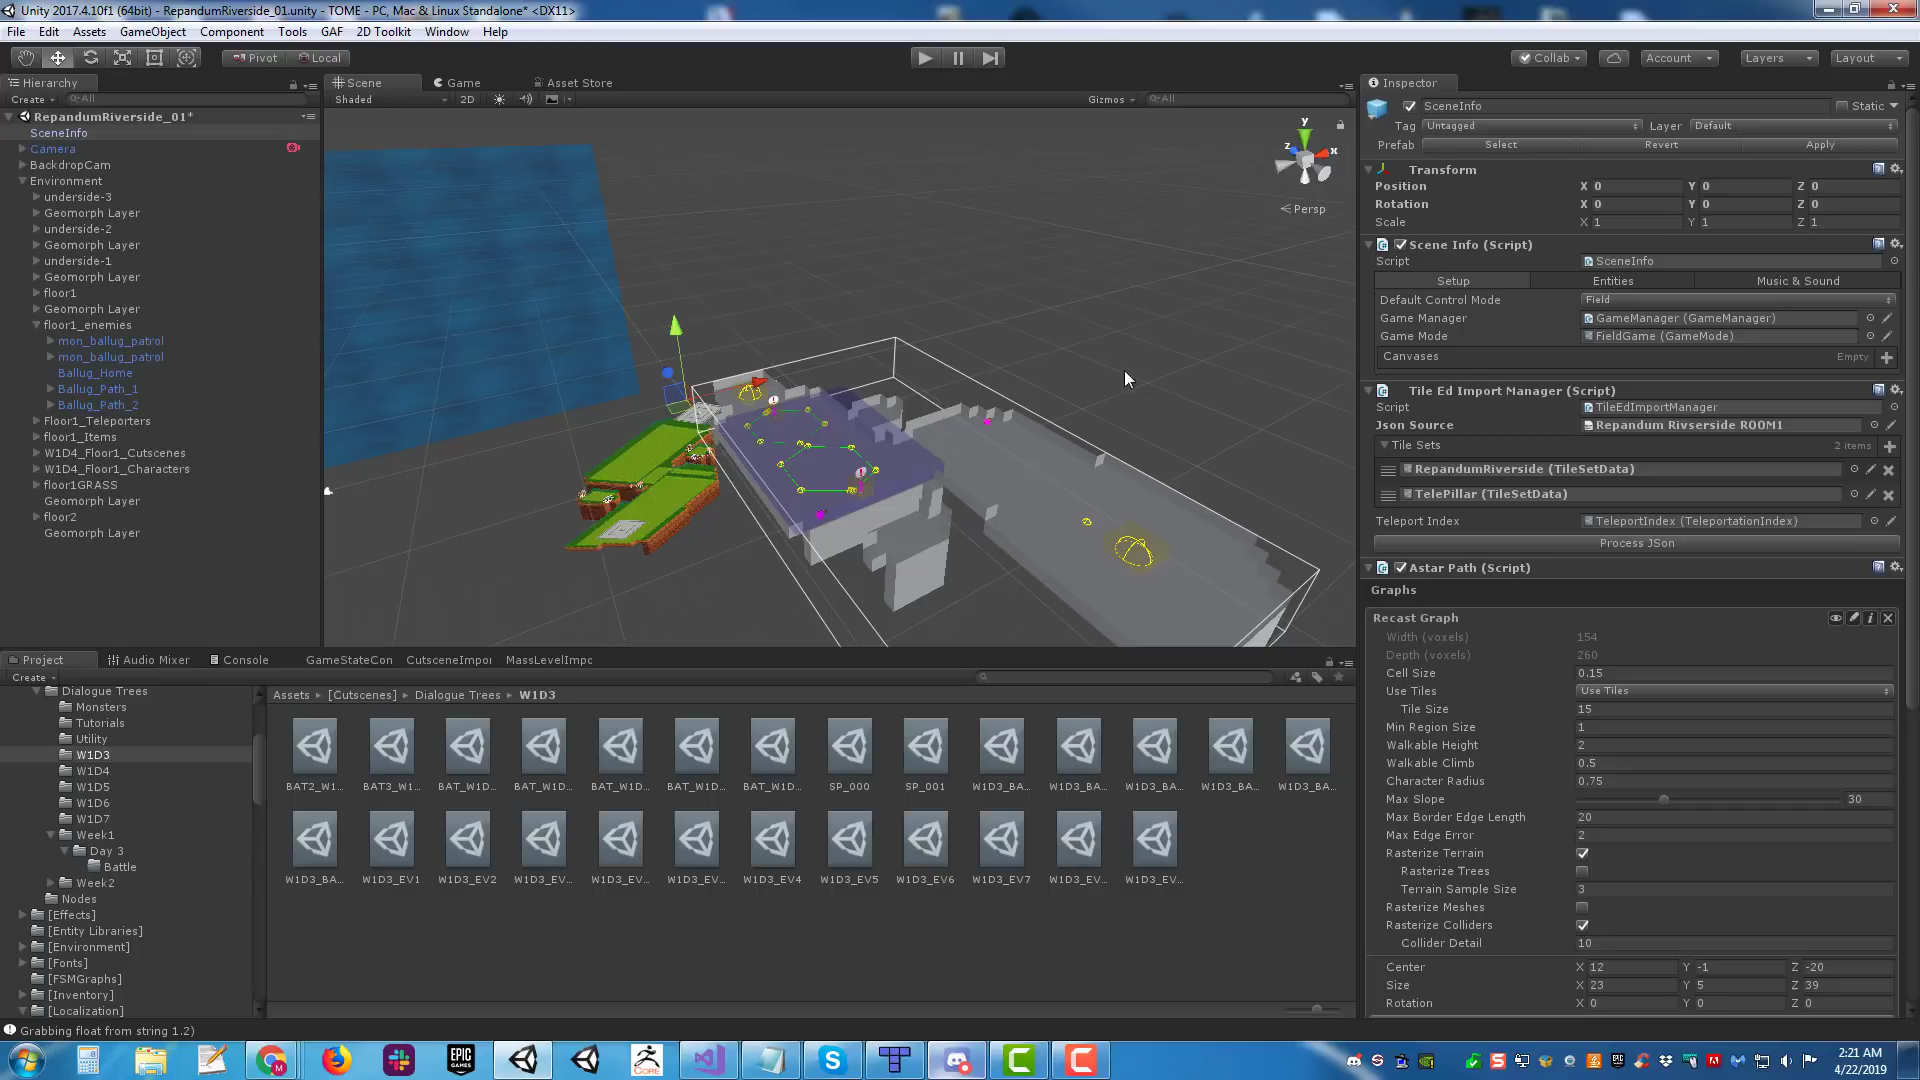 Unity 2017.4.10f1 (64bit) - RepandumRiverside_01.unity - TOME - PC, Mac & Linux Standalone* <DX11>
File Edit Assets GameObject Component Tools GAF 2D Toolkit Window Help
Pivot Local Collab Account Layers Layout
Hierarchy
Create All
RepandumRiverside_01*
SceneInfo
Camera
BackdropCam
Environment
underside-3
Geomorph Layer
underside-2
Geomorph Layer
underside-1
Geomorph Layer
floor1
Geomorph Layer
floor1_enemies
mon_ballug_patrol
mon_ballug_patrol
Ballug_Home
Ballug_Path_1
Ballug_Path_2
Floor1_Teleporters
floor1_Items
W1D4_Floor1_Cutscenes
W1D4_Floor1_Characters
floor1GRASS
Geomorph Layer
floor2
Geomorph Layer
Scene Game Asset Store
Shaded 2D Gizmos All
y
z x
Persp
Inspector
SceneInfo Static
Tag Untagged Layer Default
Prefab Select Revert Apply
Transform
Position X 0 Y 0 Z 0
Rotation X 0 Y 0 Z 0
Scale X 1 Y 1 Z 1
Scene Info (Script)
Script SceneInfo
Setup Entities Music & Sound
Default Control Mode Field
Game Manager GameManager (GameManager)
Game Mode FieldGame (GameMode)
Canvases Empty
Tile Ed Import Manager (Script)
Script TileEdImportManager
Json Source Repandum Rivserside ROOM1
Tile Sets 2 items
RepandumRiverside (TileSetData)
TelePillar (TileSetData)
Teleport Index TeleportIndex (TeleportationIndex)
Process JSon
Astar Path (Script)
Graphs
Recast Graph
Width (voxels) 154
Depth (voxels) 260
Cell Size 0.15
Use Tiles Use Tiles
Tile Size 15
Min Region Size 1
Walkable Height 2
Walkable Climb 0.5
Character Radius 0.75
Max Slope 30
Max Border Edge Length 20
Max Edge Error 2
Rasterize Terrain
Rasterize Trees
Terrain Sample Size 3
Rasterize Meshes
Rasterize Colliders
Collider Detail 10
Center X 12 Y -1 Z -20
Size X 23 Y 5 Z 39
Rotation X 0 Y 0 Z 0
Project Audio Mixer Console GameStateCon CutsceneImpor MassLevelImpc
Create
Dialogue Trees
Monsters
Tutorials
Utility
W1D3
W1D4
W1D5
W1D6
W1D7
Week1
Day 3
Battle
Week2
Nodes
[Effects]
[Entity Libraries]
[Environment]
[Fonts]
[FSMGraphs]
[Inventory]
[Localization]
Assets [Cutscenes] Dialogue Trees W1D3
BAT2_W1... BAT3_W1... BAT_W1D... BAT_W1D... BAT_W1D... BAT_W1D... BAT_W1D... SP_000 SP_001 W1D3_BA... W1D3_BA... W1D3_BA... W1D3_BA... W1D3_BA...
W1D3_BA... W1D3_EV1 W1D3_EV2 W1D3_EV... W1D3_EV... W1D3_EV... W1D3_EV4 W1D3_EV5 W1D3_EV6 W1D3_EV7 W1D3_EV... W1D3_EV...
Grabbing float from string 1.2)
EPIC GAMES
CORE
2:21 AM
4/22/2019